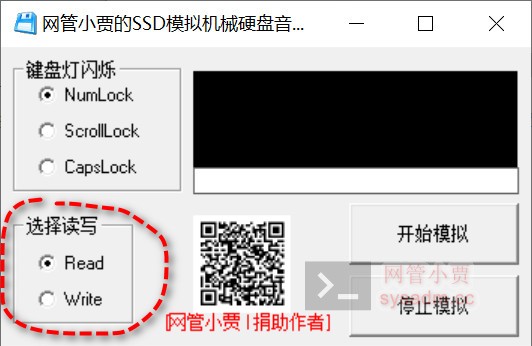 网管小贾的SSD模拟机械硬盘音...
键盘灯闪烁
NumLock
ScrollLock
CapsLock
选择读写
Read
Write
开始模拟
停止模拟
网管小贾
sysadm.cc
[网管小贾 | 捐助作者]